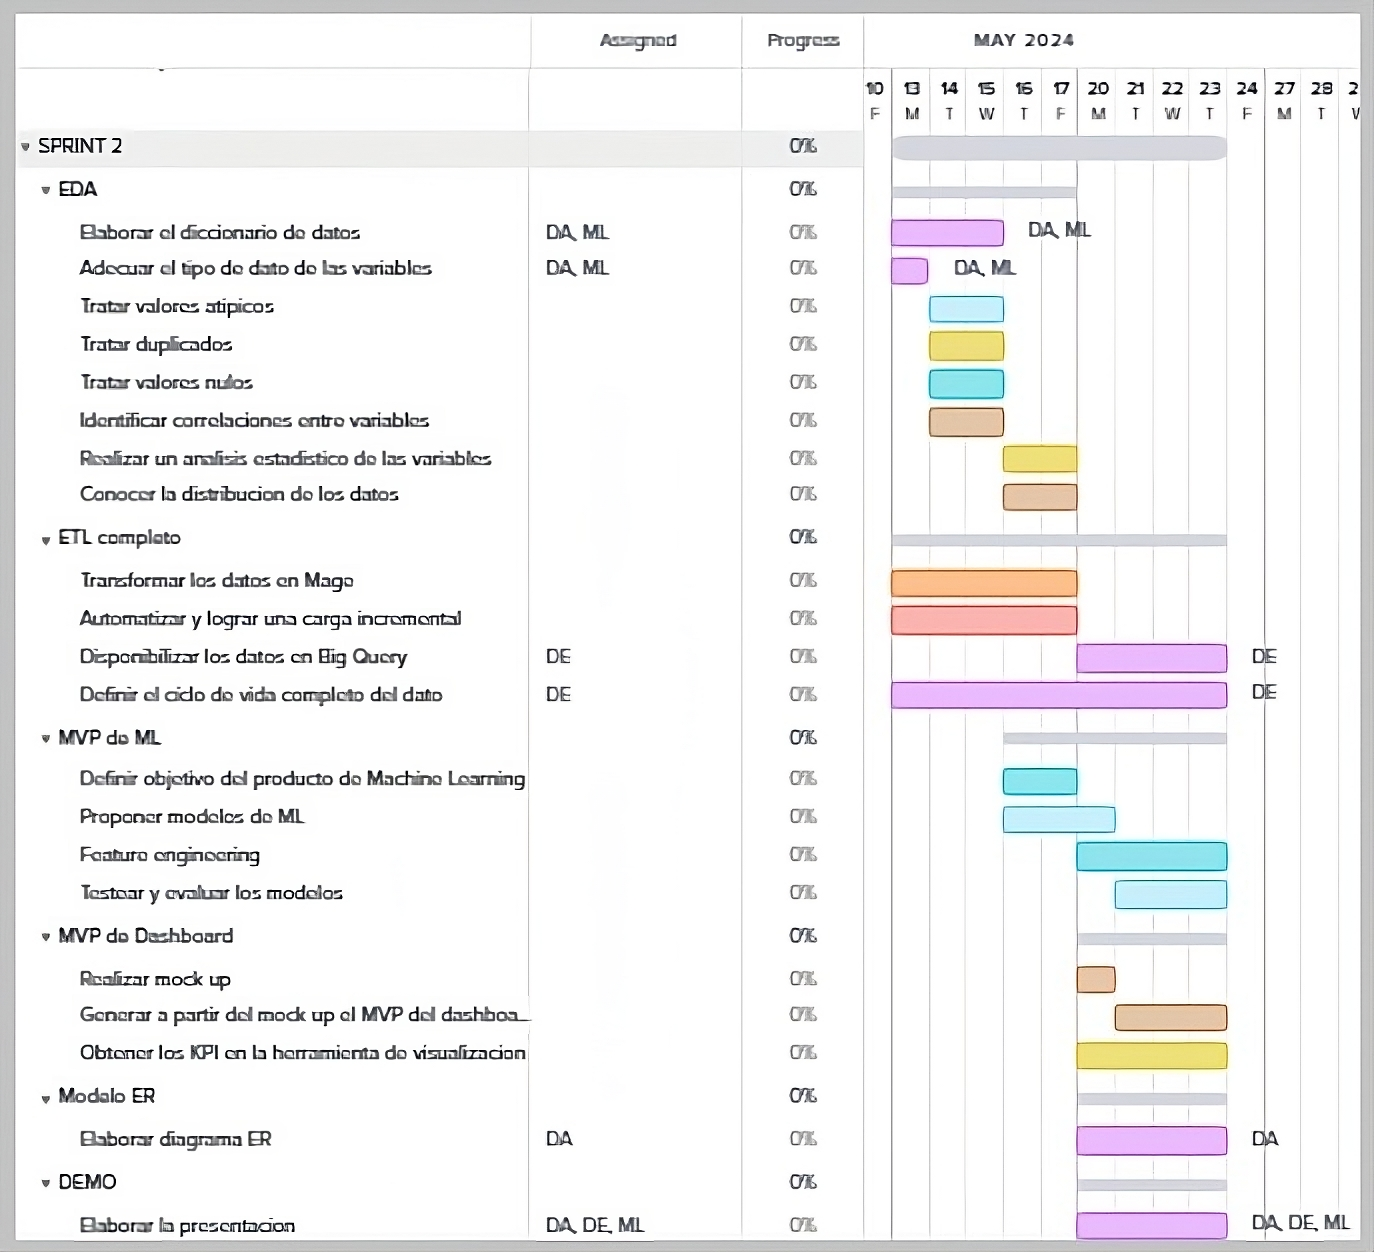 Assigned Progress MAY 2024
10 13 14 15 16 17 20 21 22 23 24 27 28 2
F M T W T F M T W T F M T W
SPRINT 2 0%
EDA 0%
Elaborar el diccionario de datos DA, ML 0% DA, ML
Adecuar el tipo de dato de las variables DA, ML 0% DA, ML
Tratar valores atipicos 0%
Tratar duplicados 0%
Tratar valores nulos 0%
Identificar correlaciones entre variables 0%
Realizar un analisis estadistico de las variables 0%
Conocer la distribucion de los datos 0%
ETL completo 0%
Transformar los datos en Mage 0%
Automatizar y lograr una carga incremental 0%
Disponibilizar los datos en Big Query DE 0% DE
Definir el ciclo de vida completo del dato DE 0% DE
MVP de ML 0%
Definir objetivo del producto de Machine Learning 0%
Proponer modelos de ML 0%
Feature engineering 0%
Testear y evaluar los modelos 0%
MVP de Dashboard 0%
Realizar mock up 0%
Generar a partir del mock up el MVP del dashboa... 0%
Obtener los KPI en la herramienta de visualizacion 0%
Modelo ER 0%
Elaborar diagrama ER DA 0% DA
DEMO 0%
Elaborar la presentacion DA, DE, ML 0% DA, DE, ML